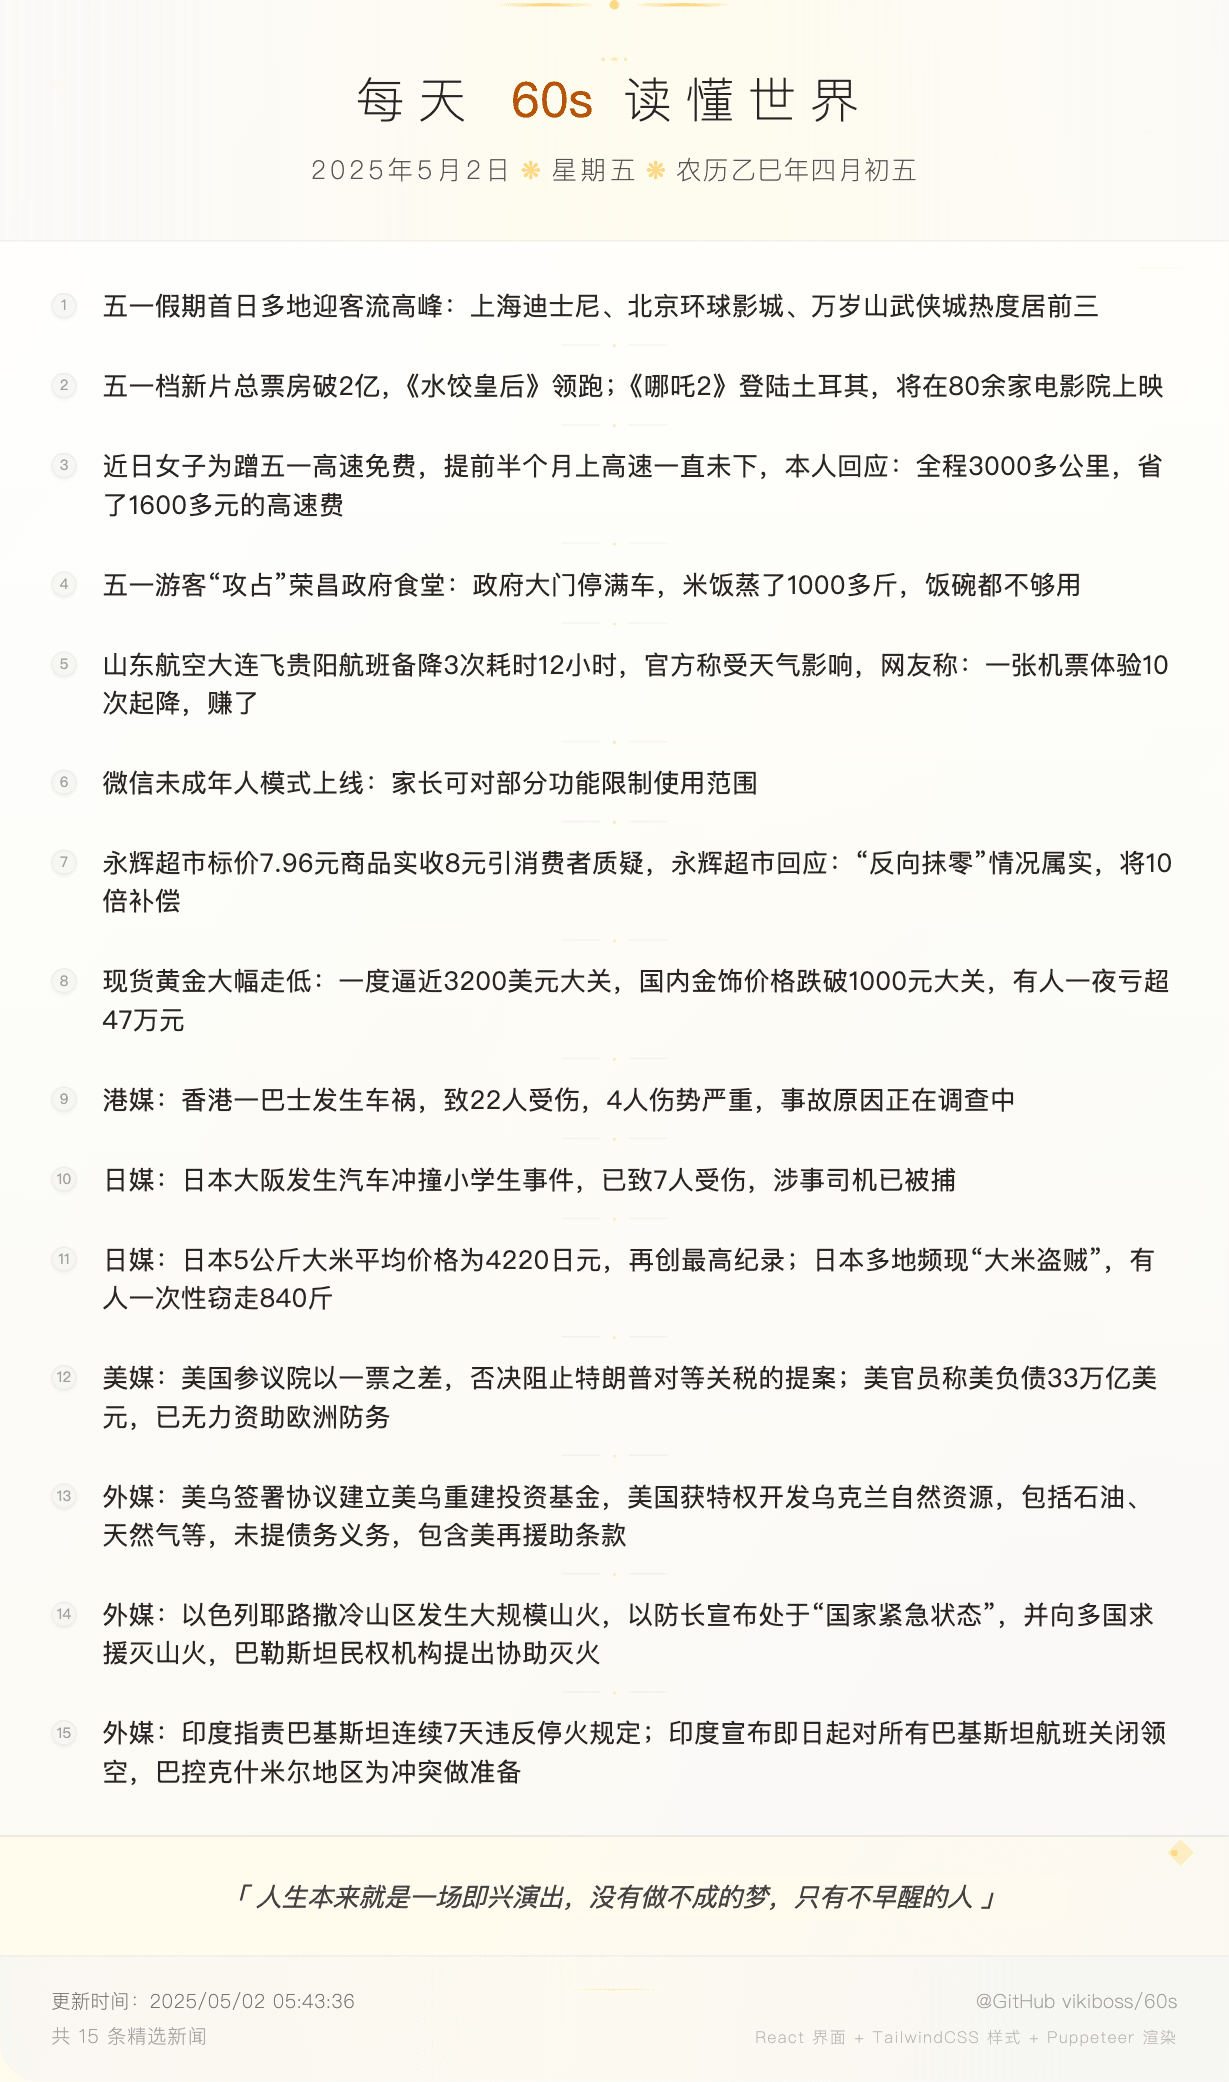 每天 60s 读懂世界
2025年5月2日 ❋ 星期五 ❋ 农历乙巳年四月初五
1 五一假期首日多地迎客流高峰：上海迪士尼、北京环球影城、万岁山武侠城热度居前三
2 五一档新片总票房破2亿，《水饺皇后》领跑；《哪吒2》登陆土耳其，将在80余家电影院上映
3 近日女子为蹭五一高速免费，提前半个月上高速一直未下，本人回应：全程3000多公里，省
了1600多元的高速费
4 五一游客“攻占”荣昌政府食堂：政府大门停满车，米饭蒸了1000多斤，饭碗都不够用
5 山东航空大连飞贵阳航班备降3次耗时12小时，官方称受天气影响，网友称：一张机票体验10
次起降，赚了
6 微信未成年人模式上线：家长可对部分功能限制使用范围
7 永辉超市标价7.96元商品实收8元引消费者质疑，永辉超市回应：“反向抹零”情况属实，将10
倍补偿
8 现货黄金大幅走低：一度逼近3200美元大关，国内金饰价格跌破1000元大关，有人一夜亏超
47万元
9 港媒：香港一巴士发生车祸，致22人受伤，4人伤势严重，事故原因正在调查中
10 日媒：日本大阪发生汽车冲撞小学生事件，已致7人受伤，涉事司机已被捕
11 日媒：日本5公斤大米平均价格为4220日元，再创最高纪录；日本多地频现“大米盗贼”，有
人一次性窃走840斤
12 美媒：美国参议院以一票之差，否决阻止特朗普对等关税的提案；美官员称美负债33万亿美
元，已无力资助欧洲防务
13 外媒：美乌签署协议建立美乌重建投资基金，美国获特权开发乌克兰自然资源，包括石油、
天然气等，未提债务义务，包含美再援助条款
14 外媒：以色列耶路撒冷山区发生大规模山火，以防长宣布处于“国家紧急状态”，并向多国求
援灭山火，巴勒斯坦民权机构提出协助灭火
15 外媒：印度指责巴基斯坦连续7天违反停火规定；印度宣布即日起对所有巴基斯坦航班关闭领
空，巴控克什米尔地区为冲突做准备
「 人生本来就是一场即兴演出，没有做不成的梦，只有不早醒的人 」
更新时间：2025/05/02 05:43:36
@GitHub vikiboss/60s
共 15 条精选新闻
React 界面 + TailwindCSS 样式 + Puppeteer 渲染